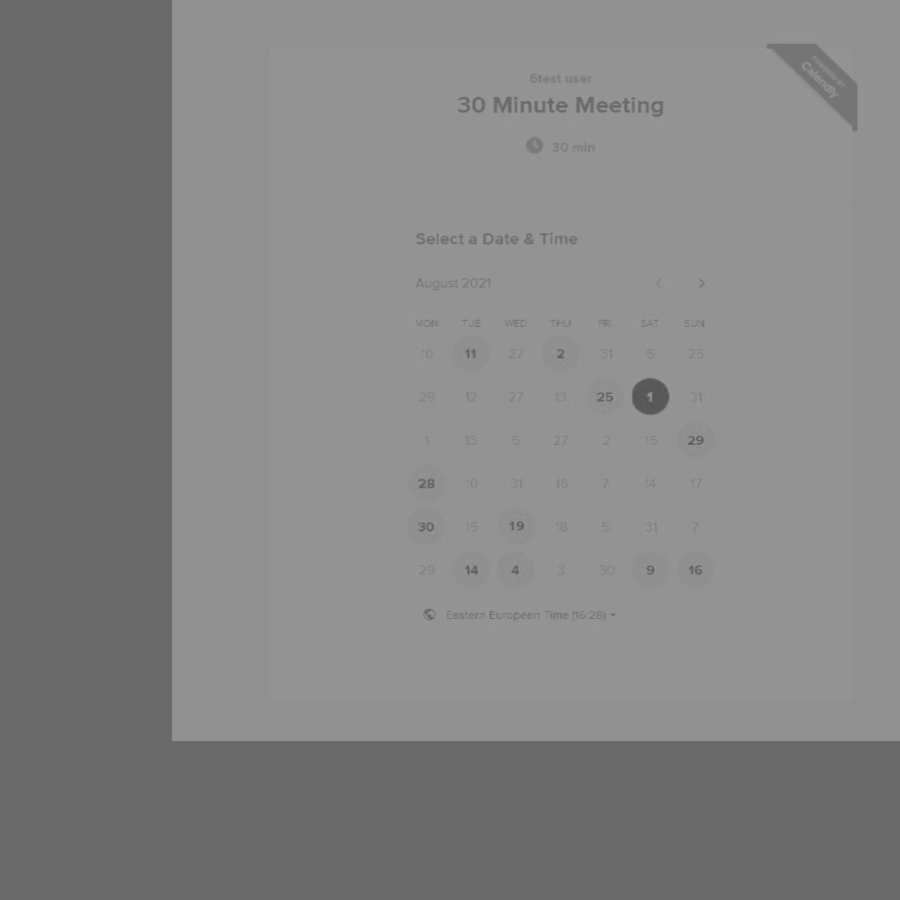 POWERED BY
Calendly
6test user
30 Minute Meeting
30 min
Select a Date & Time
August 2021
MON TUE WED THU FRI SAT SUN
10 11 27 2 31 5 25
29 12 27 13 25 1 31
1 13 5 27 2 15 29
28 10 31 15 7 14 17
30 15 19 18 5 31 7
29 14 4 3 30 9 16
Eastern European Time (16:28)